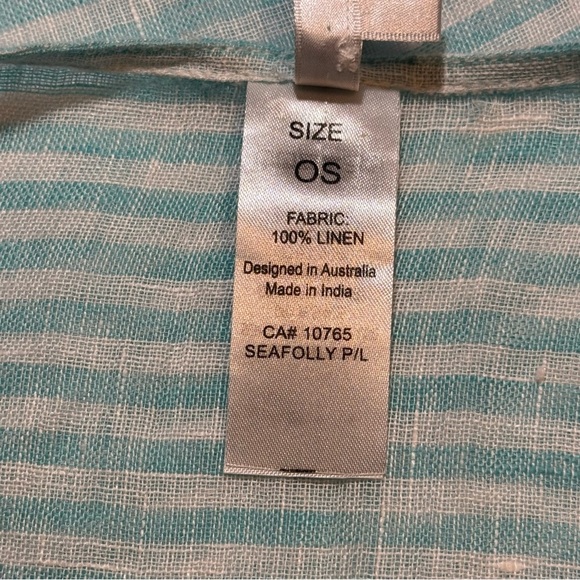 SIZE
OS
FABRIC:
100% LINEN
Designed in Australia
Made in India
CA# 10765
SEAFOLLY P/L